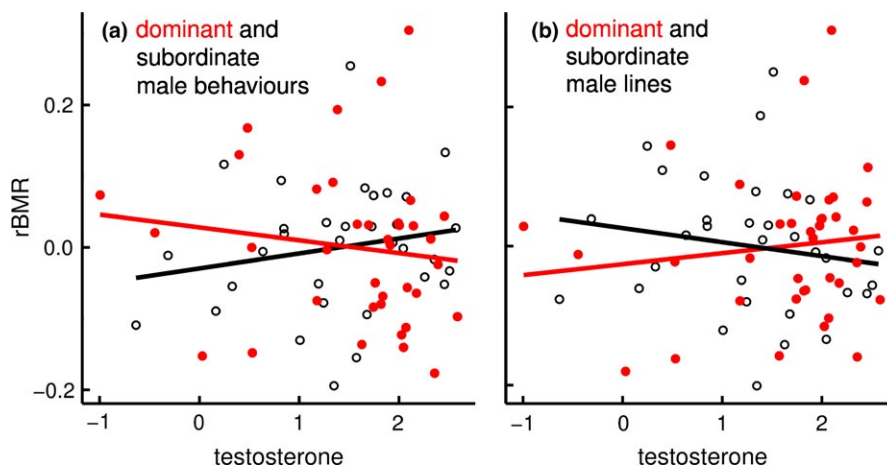 (a) dominant and
subordinate
male behaviours
(b) dominant and
subordinate
male lines
rBMR
0.2
0.0
−0.2
−1 0 1 2
−1 0 1 2
testosterone
testosterone